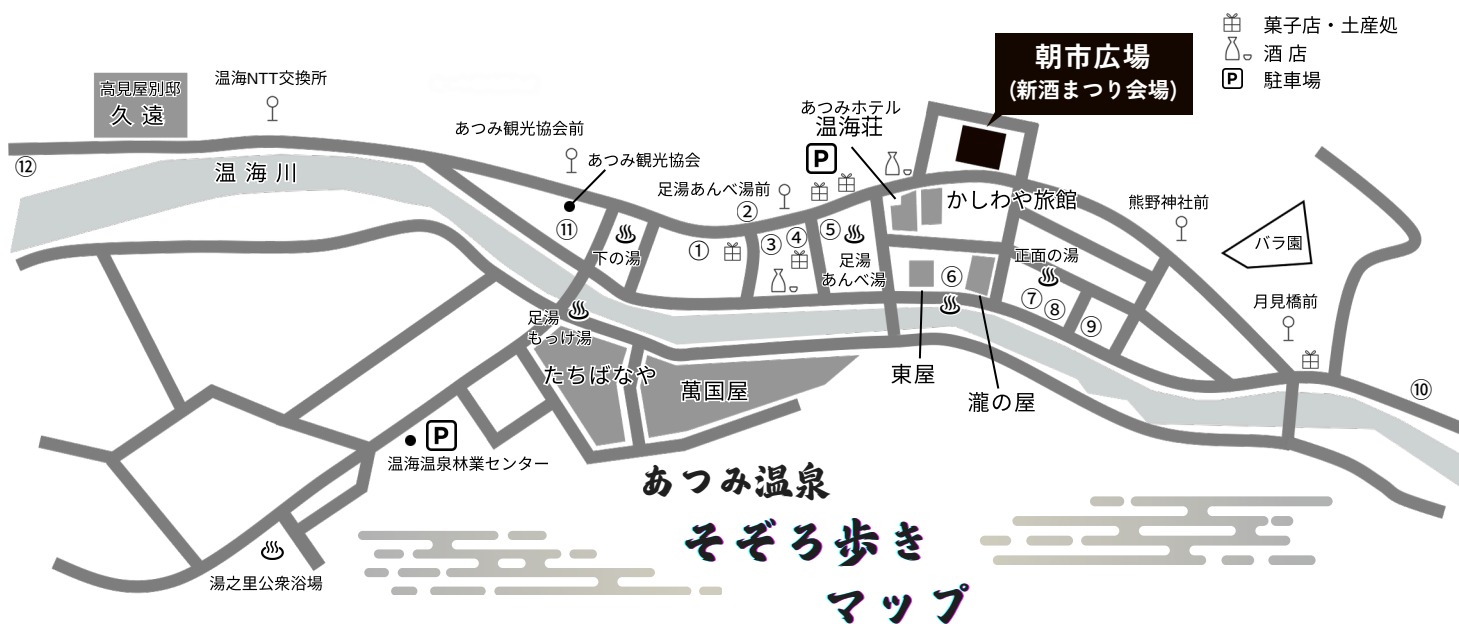 菓子店・土産処
酒 店
P 駐車場
朝市広場
(新酒まつり会場)
高見屋別邸
久 遠
温海NTT交換所
あつみ観光協会前
あつみ観光協会
あつみホテル
温海荘
P
足湯あんべ湯前
かしわや旅館
熊野神社前
バラ園
月見橋前
温海川
⑫
⑪
下の湯
①
②
③
④
⑤
足湯
あんべ湯
⑥
正面の湯
⑦
⑧
⑨
⑩
足湯
もっけ湯
たちばなや
萬国屋
東屋
瀧の屋
P
温海温泉林業センター
湯之里公衆浴場
あつみ温泉
そぞろ歩き
マップ